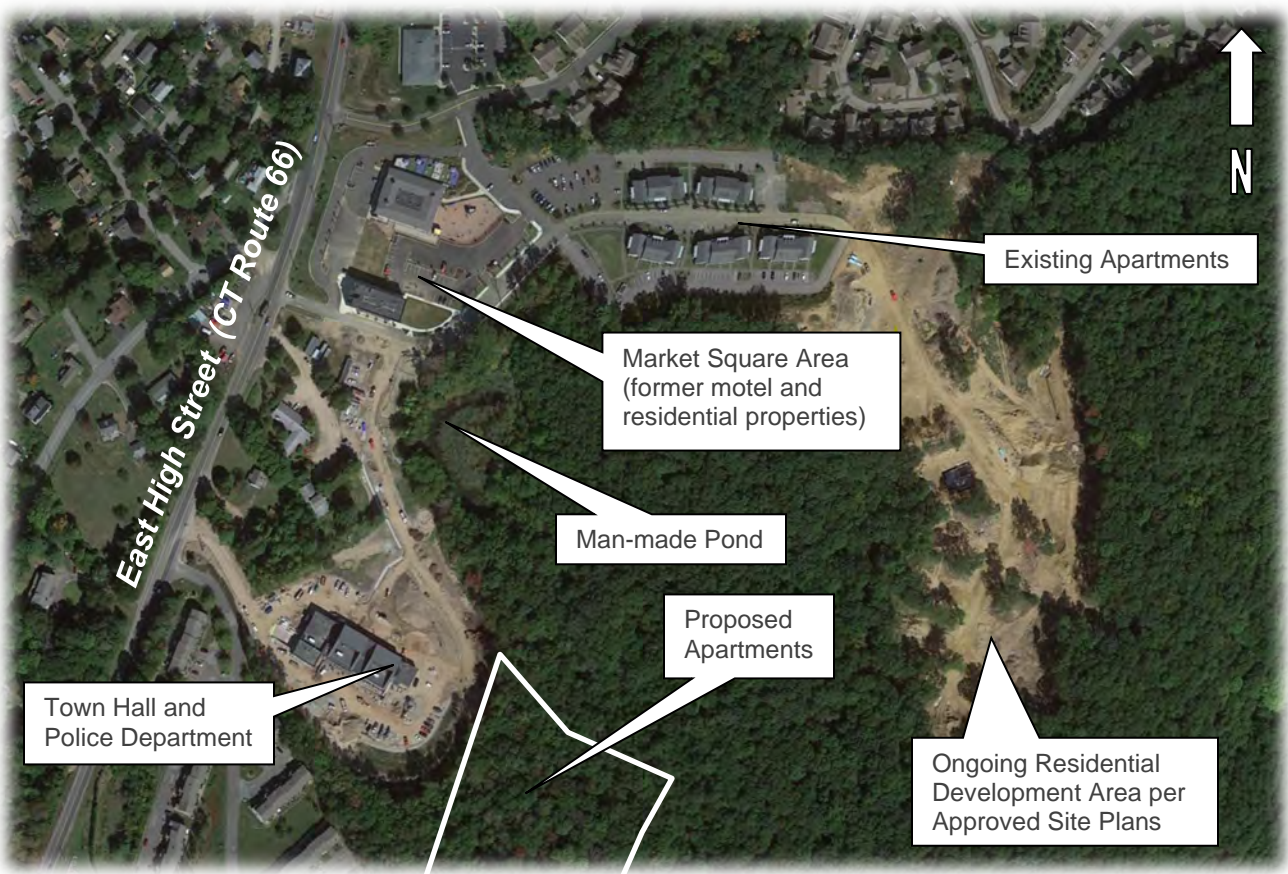 N
East High Street (CT Route 66)
Existing Apartments
Market Square Area
(former motel and
residential properties)
Man-made Pond
Proposed
Apartments
Town Hall and
Police Department
Ongoing Residential
Development Area per
Approved Site Plans